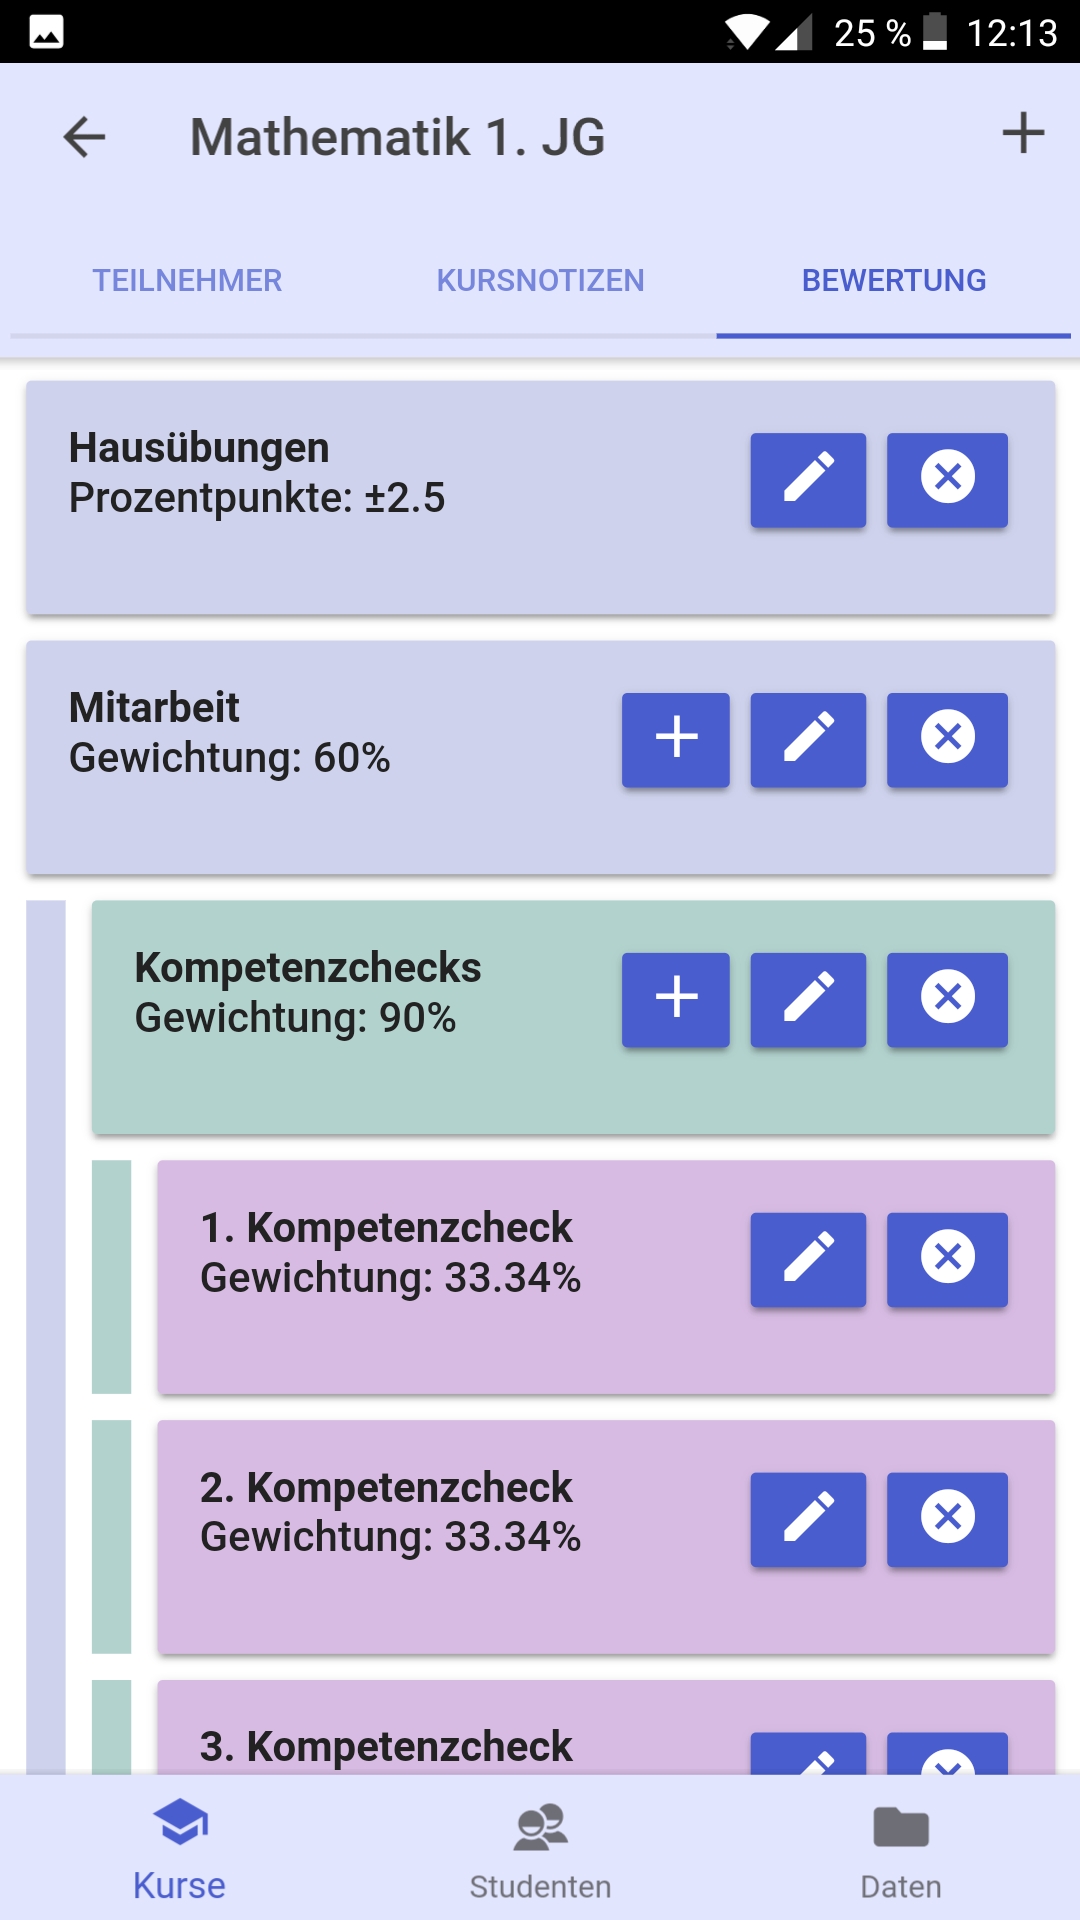 25 % 12:13
Mathematik 1. JG
TEILNEHMER KURSNOTIZEN BEWERTUNG
Hausübungen
Prozentpunkte: ±2.5
Mitarbeit
Gewichtung: 60%
Kompetenzchecks
Gewichtung: 90%
1. Kompetenzcheck
Gewichtung: 33.34%
2. Kompetenzcheck
Gewichtung: 33.34%
3. Kompetenzcheck
Kurse Studenten Daten